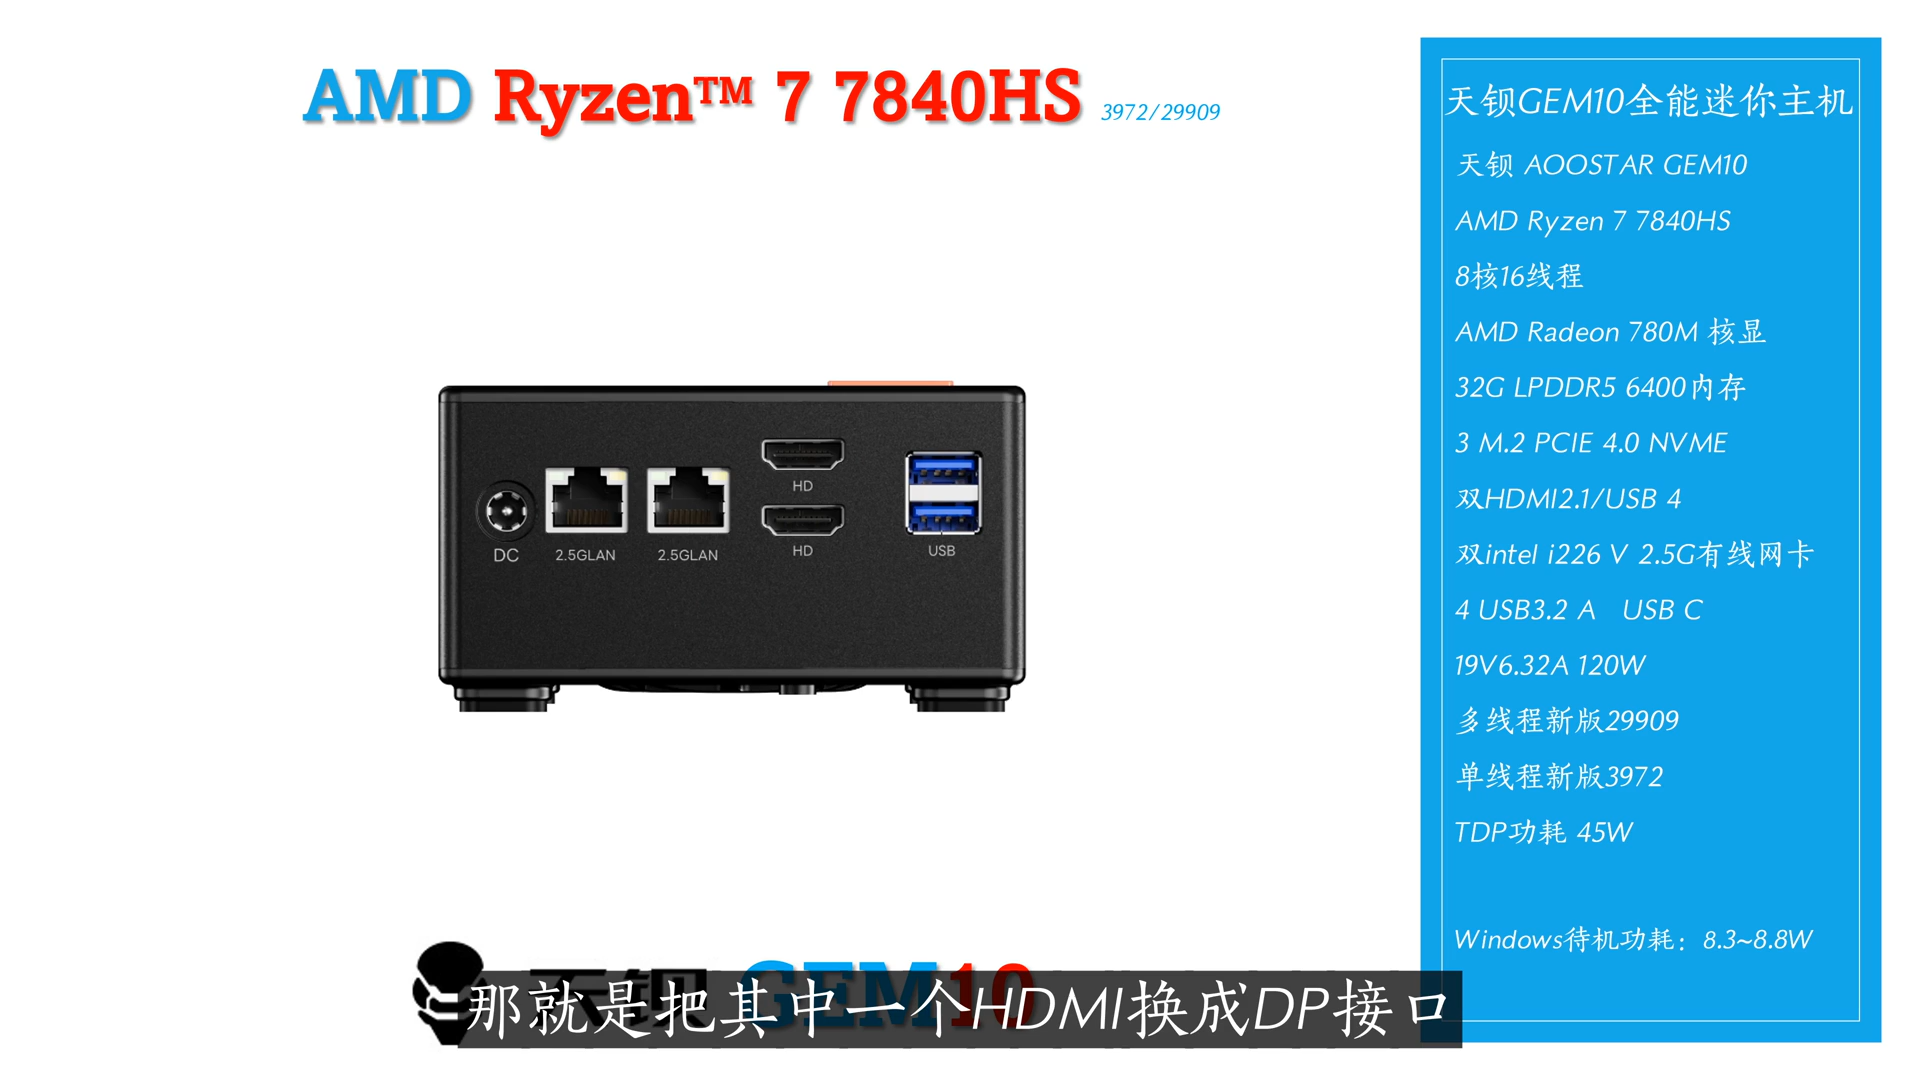 AMD Ryzen™ 7 7840HS 3972/29909
HD
HD
DC
2.5GLAN
2.5GLAN
USB
天钡GEM10全能迷你主机
天钡 AOOSTAR GEM10
AMD Ryzen 7 7840HS
8核16线程
AMD Radeon 780M 核显
32G LPDDR5 6400内存
3 M.2 PCIE 4.0 NVME
双HDMI2.1/USB 4
双intel i226 V 2.5G有线网卡
4 USB3.2 A USB C
19V6.32A 120W
多线程新版29909
单线程新版3972
TDP功耗 45W
Windows待机功耗：8.3~8.8W
天钡 GEM10
那就是把其中一个HDMI换成DP接口